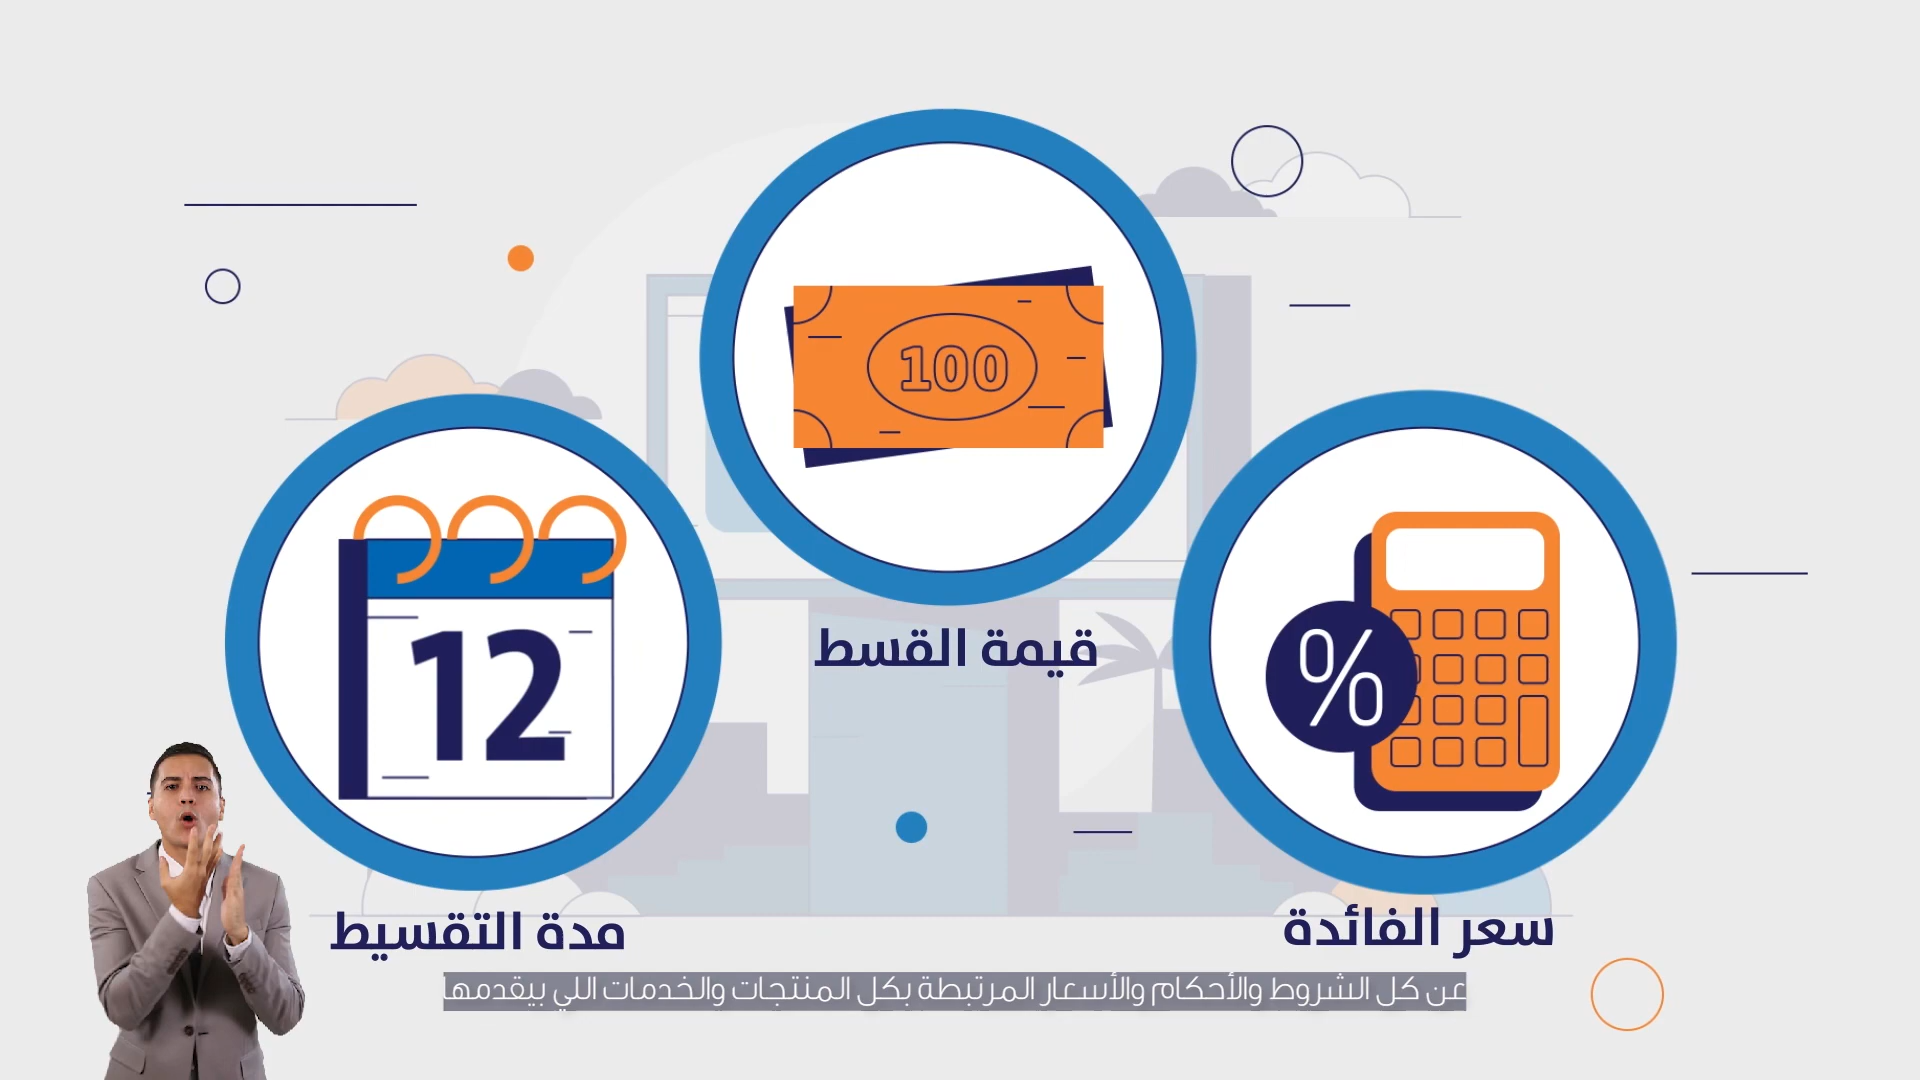 100
قيمة القسط
%
سعر الفائدة
12
مدة التقسيط
عن كل الشروط والأحكام والأسعار المرتبطة بكل المنتجات والخدمات اللي بيقدمها